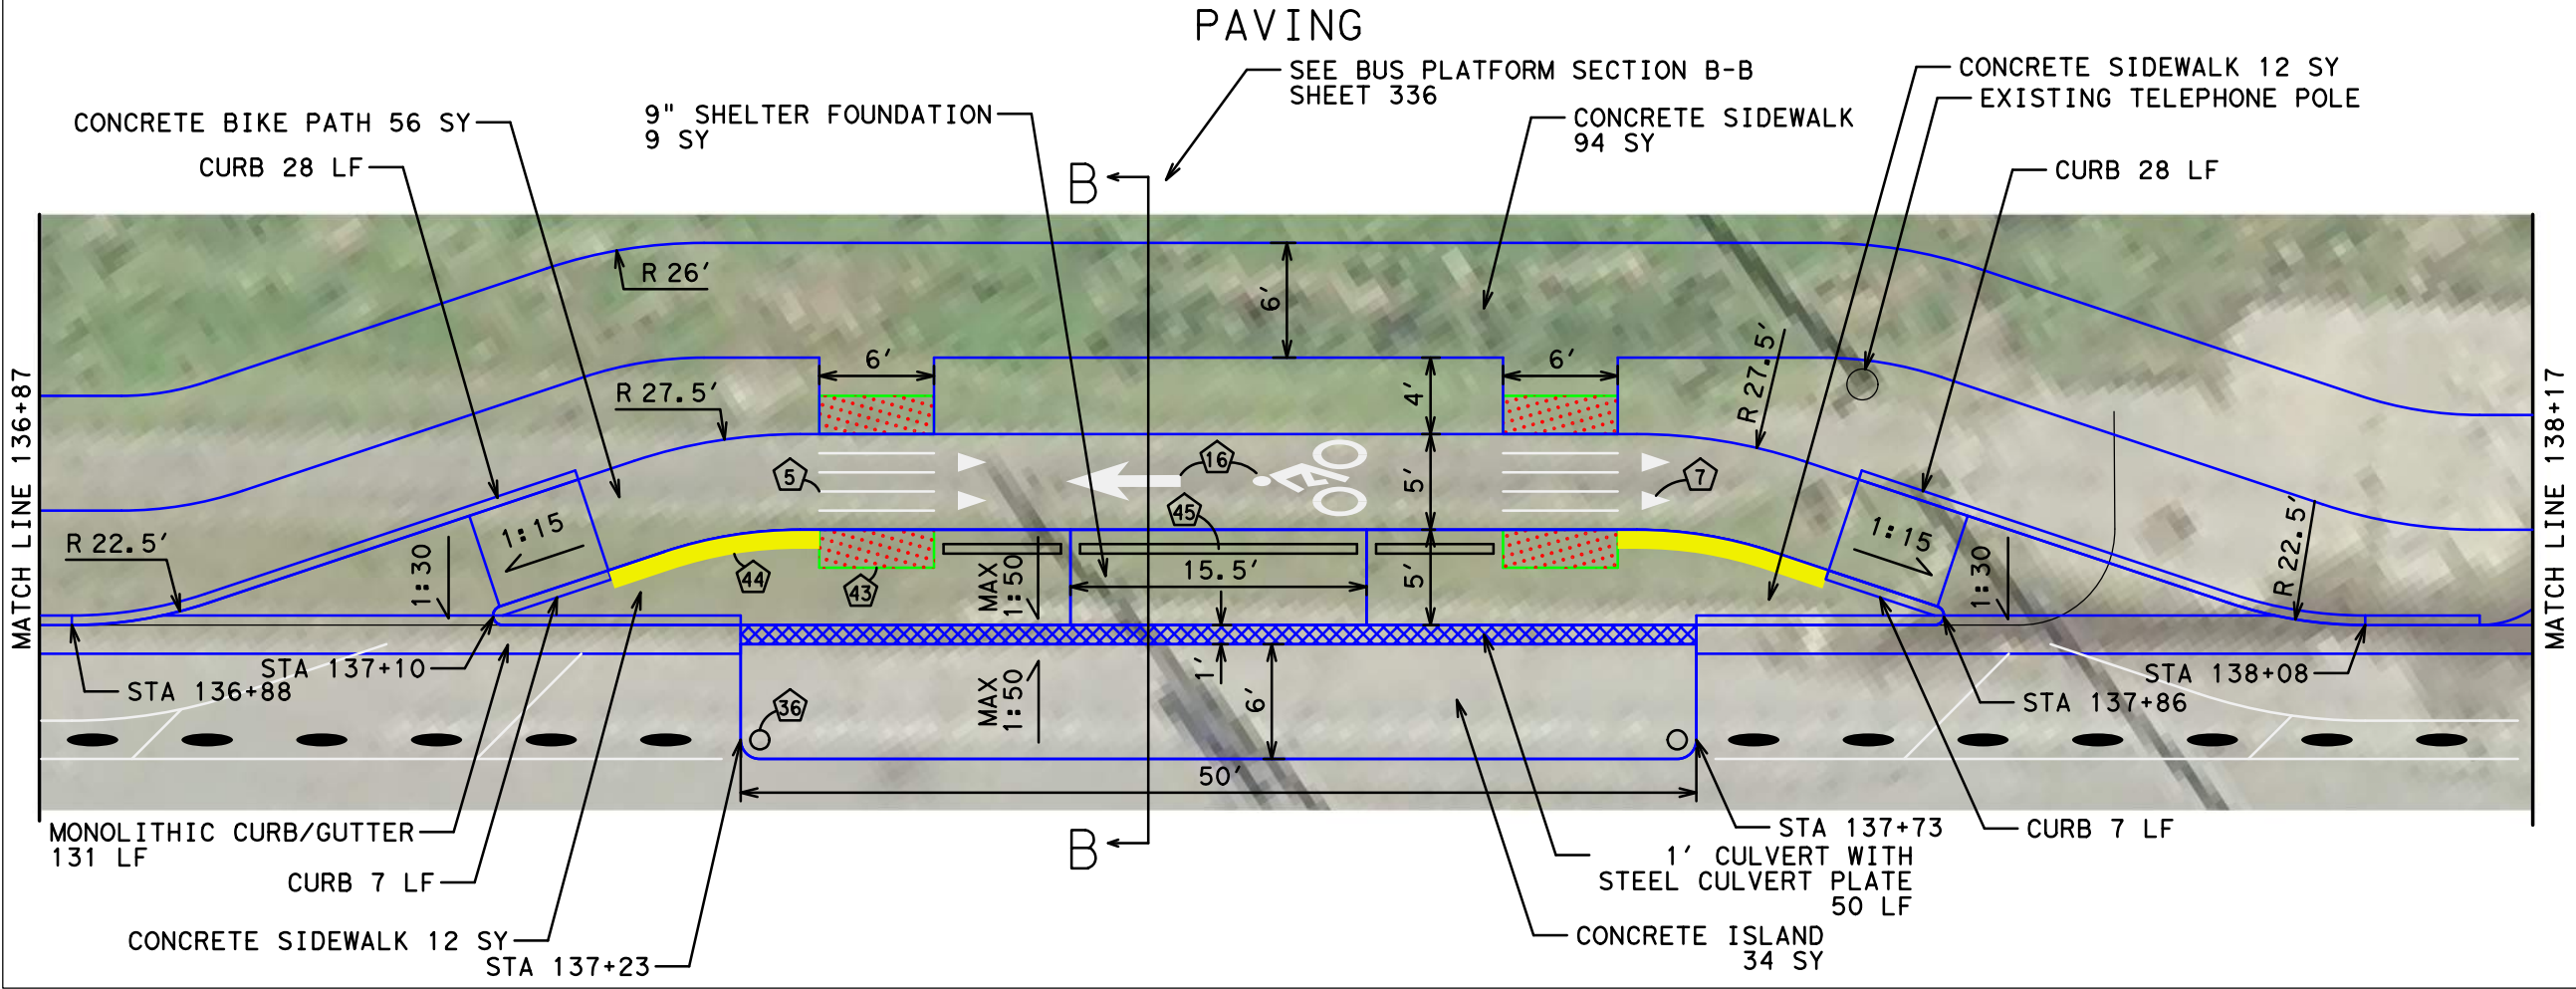 PAVING
SEE BUS PLATFORM SECTION B-B
SHEET 336
CONCRETE SIDEWALK 12 SY
EXISTING TELEPHONE POLE
9" SHELTER FOUNDATION
9 SY
CONCRETE SIDEWALK
94 SY
CONCRETE BIKE PATH 56 SY
CURB 28 LF
CURB 28 LF
B
R 26'
6'
6'
6'
4'
R 27.5'
R 27.5'
MATCH LINE 136+87
MATCH LINE 138+17
5
16
7
5'
45
1:15
1:15
R 22.5'
R 22.5'
1:30
1:30
44
43
MAX
1:50
15.5'
5'
STA 137+10
STA 136+88
1'
MAX
1:50
36
6'
STA 138+08
STA 137+86
50'
MONOLITHIC CURB/GUTTER
131 LF
B
STA 137+73
CURB 7 LF
1' CULVERT WITH
STEEL CULVERT PLATE
50 LF
CURB 7 LF
CONCRETE SIDEWALK 12 SY
STA 137+23
CONCRETE ISLAND
34 SY